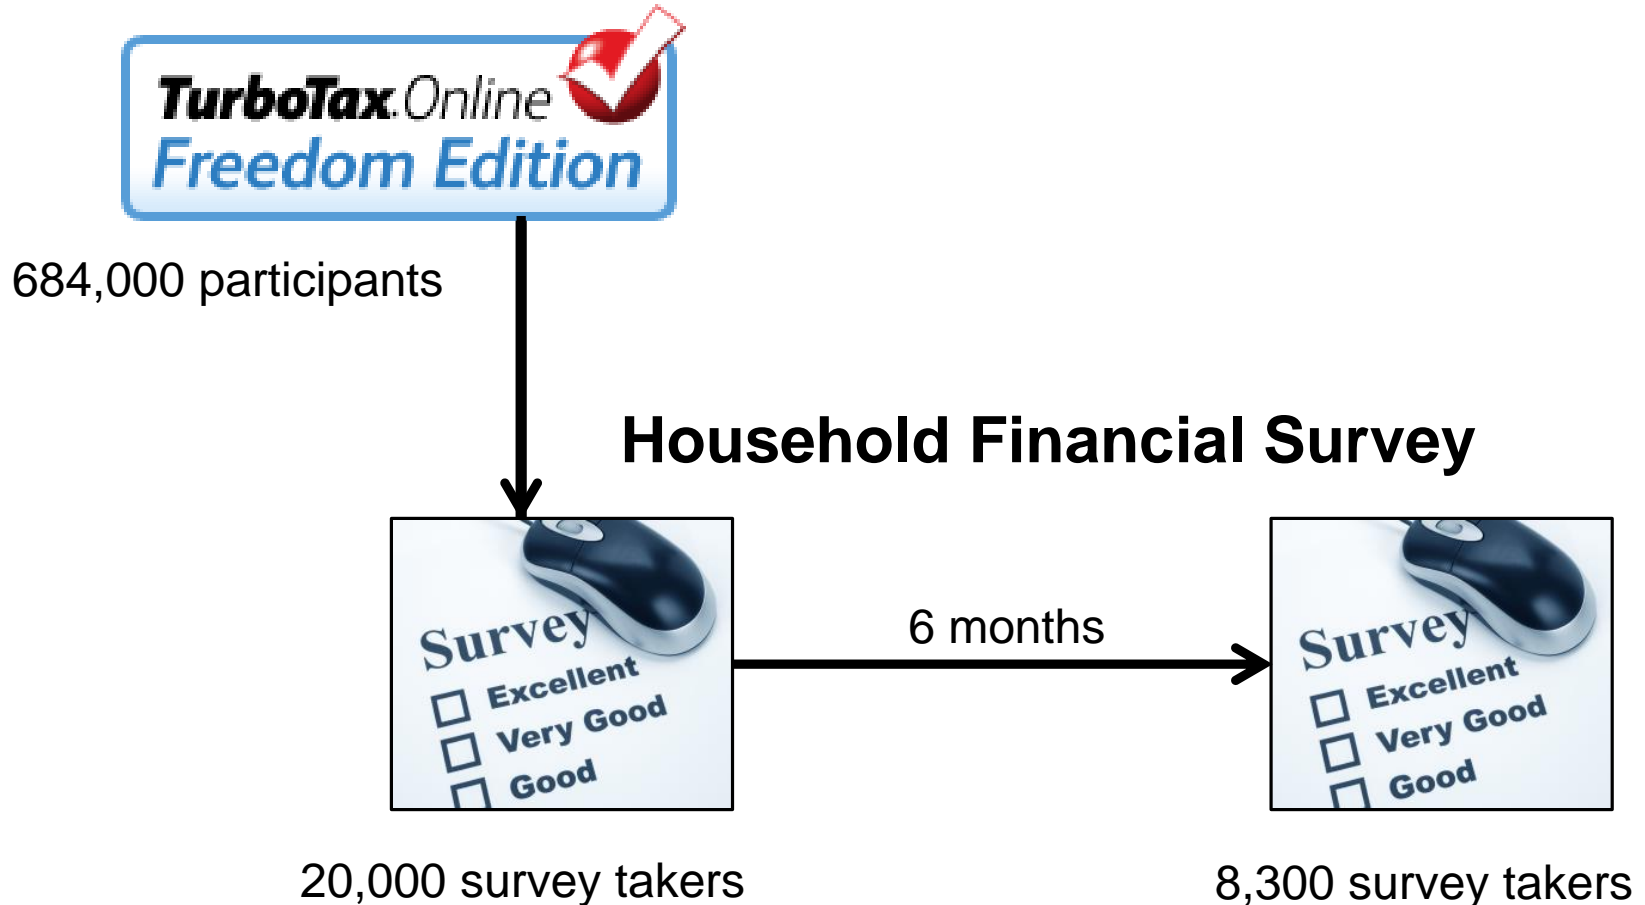 TurboTax.Online
Freedom Edition
684,000 participants
Household Financial Survey
Survey
Excellent
Very Good
Good
6 months
Survey
Excellent
Very Good
Good
20,000 survey takers
8,300 survey takers